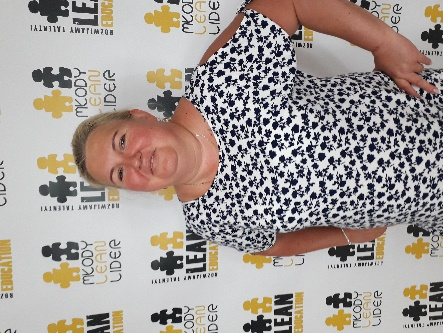 ROZWIJAMY TALENTY!
LEAN
EDUCATION
MŁODY
LEAN
LIDER